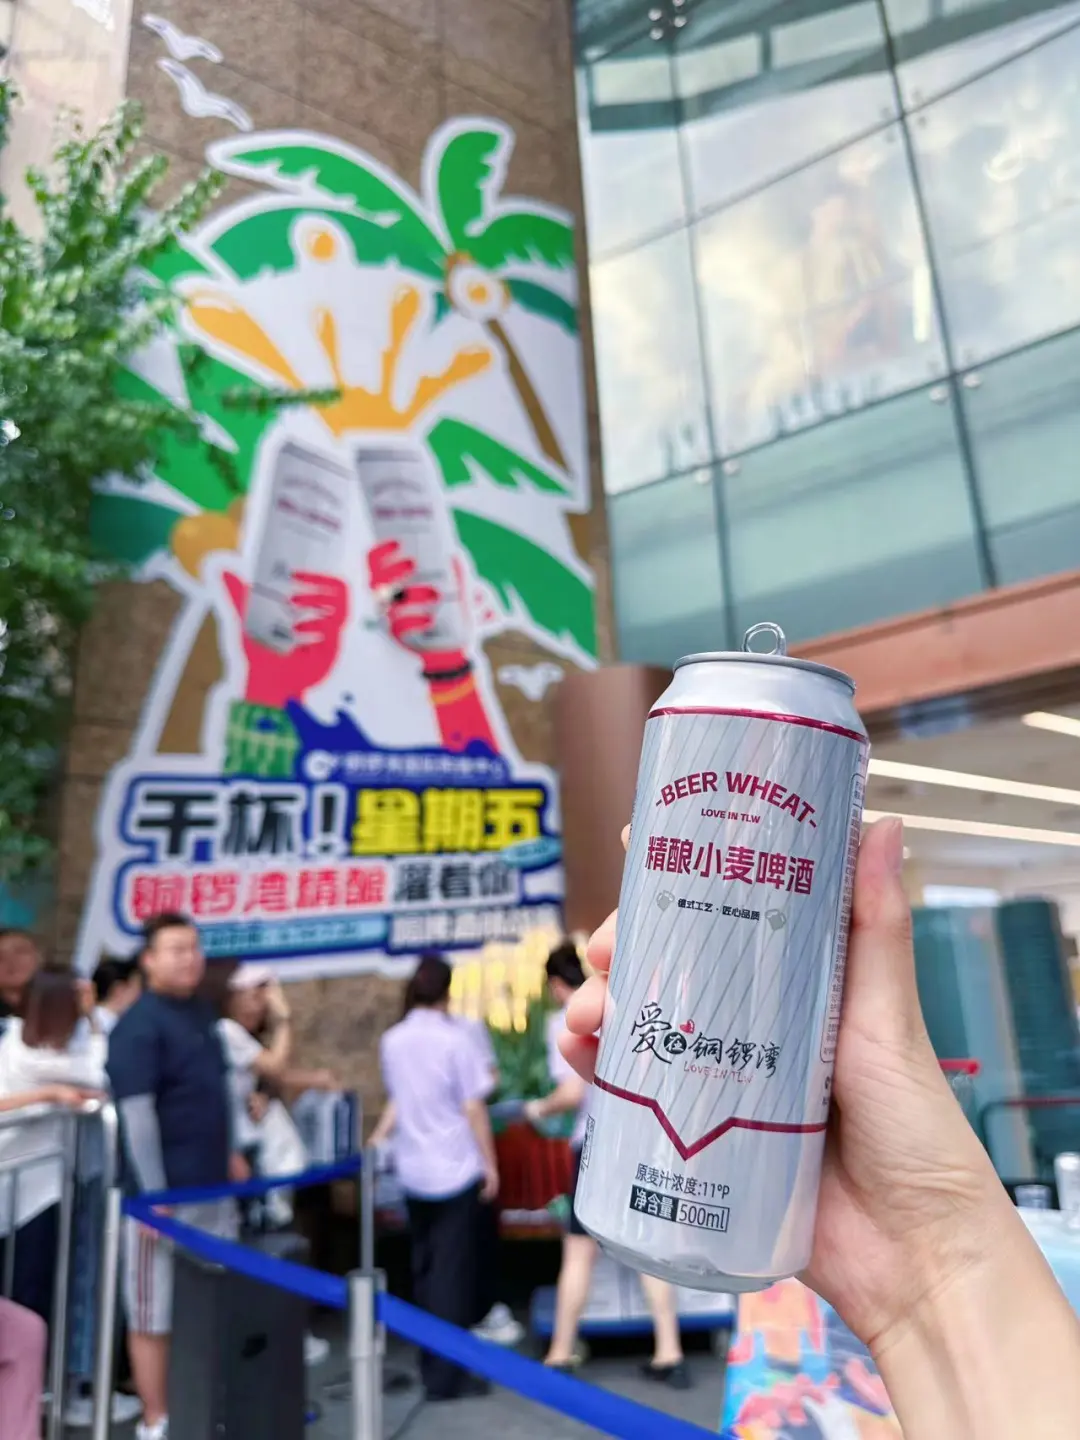 干杯！星期五
铜锣湾精酿 灌着你
-BEER WHEAT-
LOVE IN TLW
精酿小麦啤酒
德式工艺·匠心品质
爱在铜锣湾
LOVE IN TLW
原麦汁浓度:11°P
净含量 500ml